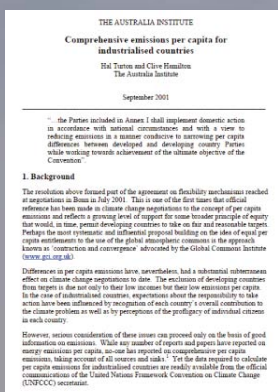 THE AUSTRALIA INSTITUTE
Comprehensive emissions per capita for
industrialised countries
Hal Turton and Clive Hamilton
The Australia Institute
September 2001
“…the Parties included in Annex I shall implement domestic action
in accordance with national circumstances and with a view to
reducing emissions in a manner conducive to narrowing per capita
differences between developed and developing country Parties
while working towards achievement of the ultimate objective of the
Convention”.
1. Background
The resolution above formed part of the agreement on flexibility mechanisms reached
at negotiations in Bonn in July 2001. This is one of the first times that official
reference has been made in climate change negotiations to the concept of per capita
emissions and reflects a growing level of support for some broader principle of equity
that would, in time, permit developing countries to take on fair and reasonable targets.
Perhaps the most systematic and influential proposal building on the idea of equal per
capita entitlements to the use of the global atmospheric commons is the approach
known as ‘contraction and convergence’ advocated by the Global Commons Institute
(www.gci.org.uk).
Differences in per capita emissions have, nevertheless, had a substantial subterranean
effect on climate change negotiations to date. The enclusion of developing countries
from targets is due not only to their low incomes but their low emissions per capita.
In the case of industrialised countries, expectations about the responsibility to take
action have been influenced by recognition of each country’s overall contribution to
the climate problem as well as by perceptions of the profligacy of individual citizens
in each country.
However, serious consideration of these issues can proceed only on the basis of good
information on emissions. While any number of reports and papers have reported on
energy emissions per capita, no-one has reported on comprehensive per capita
emissions, taking account of all sources and sinks.¹ Yet the data required to calculate
per capita emissions for industrialised countries are readily available from the official
communications of the United Nations Framework Convention on Climate Change
(UNFCCC) secretariat.